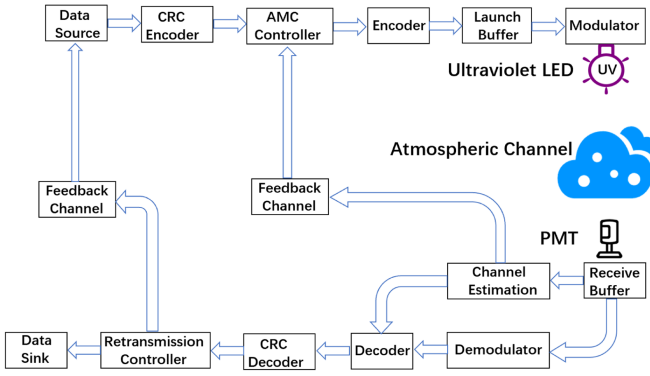 Data
Source
CRC
Encoder
AMC
Controller
Encoder
Launch
Buffer
Modulator
Ultraviolet LED
UV
Atmospheric Channel
Feedback
Channel
Feedback
Channel
PMT
Channel
Estimation
Receive
Buffer
Data
Sink
Retransmission
Controller
CRC
Decoder
Decoder
Demodulator